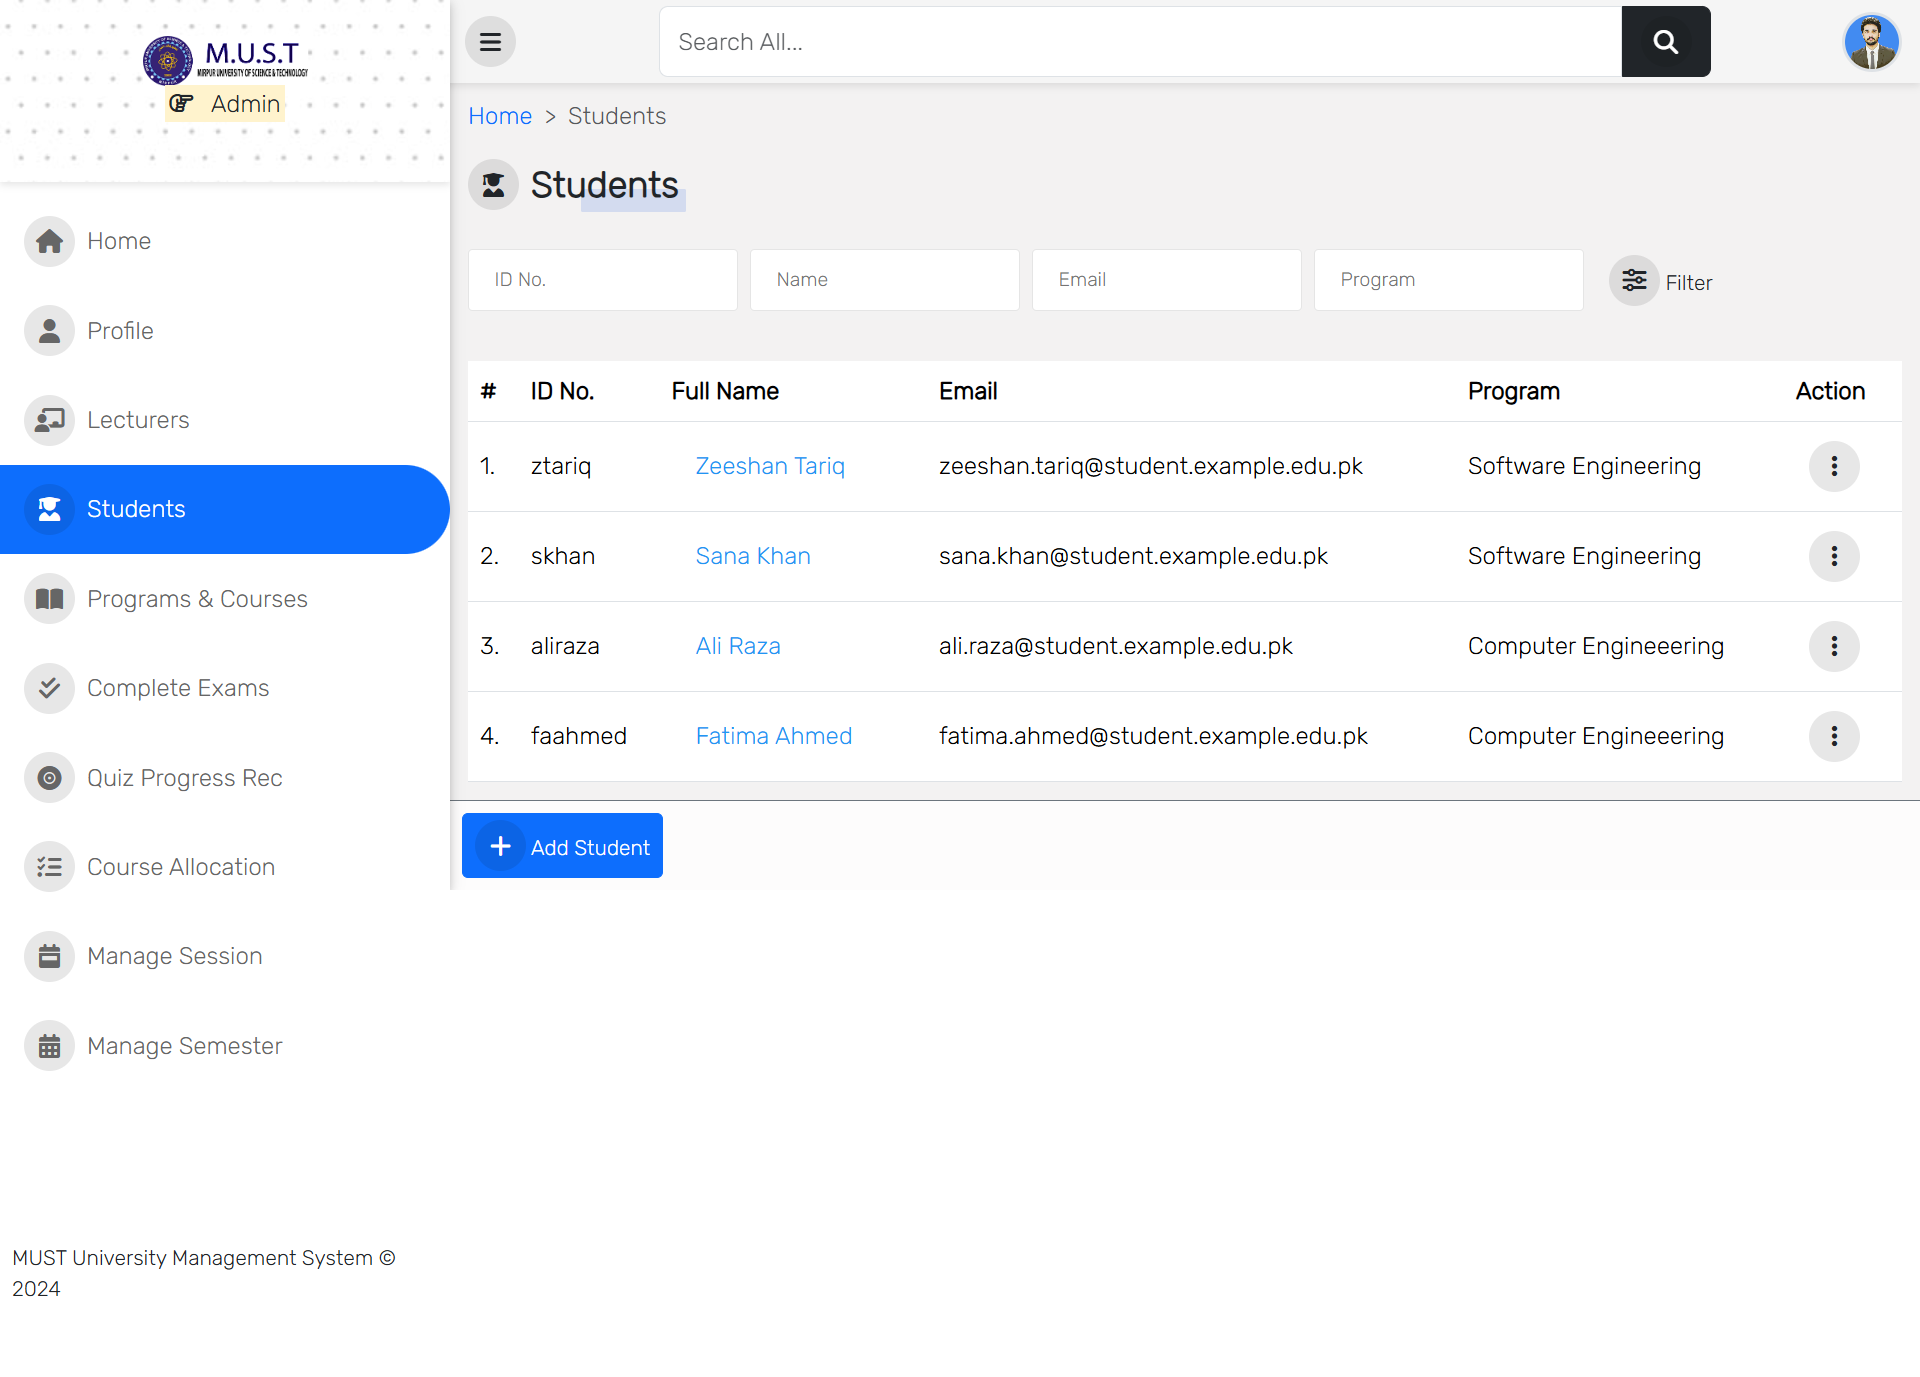 M.U.S.T
MIRPUR UNIVERSITY OF SCIENCE & TECHNOLOGY
Admin
Home
Profile
Lecturers
Students
Programs & Courses
Complete Exams
Quiz Progress Rec
Course Allocation
Manage Session
Manage Semester
MUST University Management System ©
2024
Search All...
Home > Students
Students
ID No. Name Email Program Filter
# ID No. Full Name Email Program Action
1. ztariq Zeeshan Tariq zeeshan.tariq@student.example.edu.pk Software Engineering
2. skhan Sana Khan sana.khan@student.example.edu.pk Software Engineering
3. aliraza Ali Raza ali.raza@student.example.edu.pk Computer Engineeering
4. faahmed Fatima Ahmed fatima.ahmed@student.example.edu.pk Computer Engineeering
Add Student